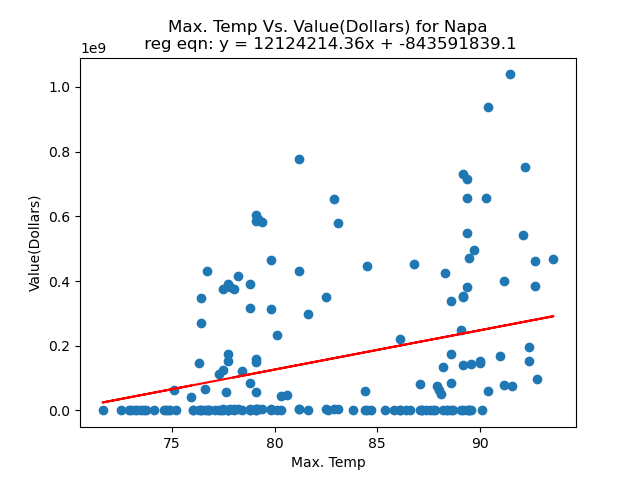 Max. Temp Vs. Value(Dollars) for Napa
reg eqn: y = 12124214.36x + -843591839.1
1e9
1.0
0.8
0.6
0.4
0.2
0.0
Value(Dollars)
75 80 85 90
Max. Temp